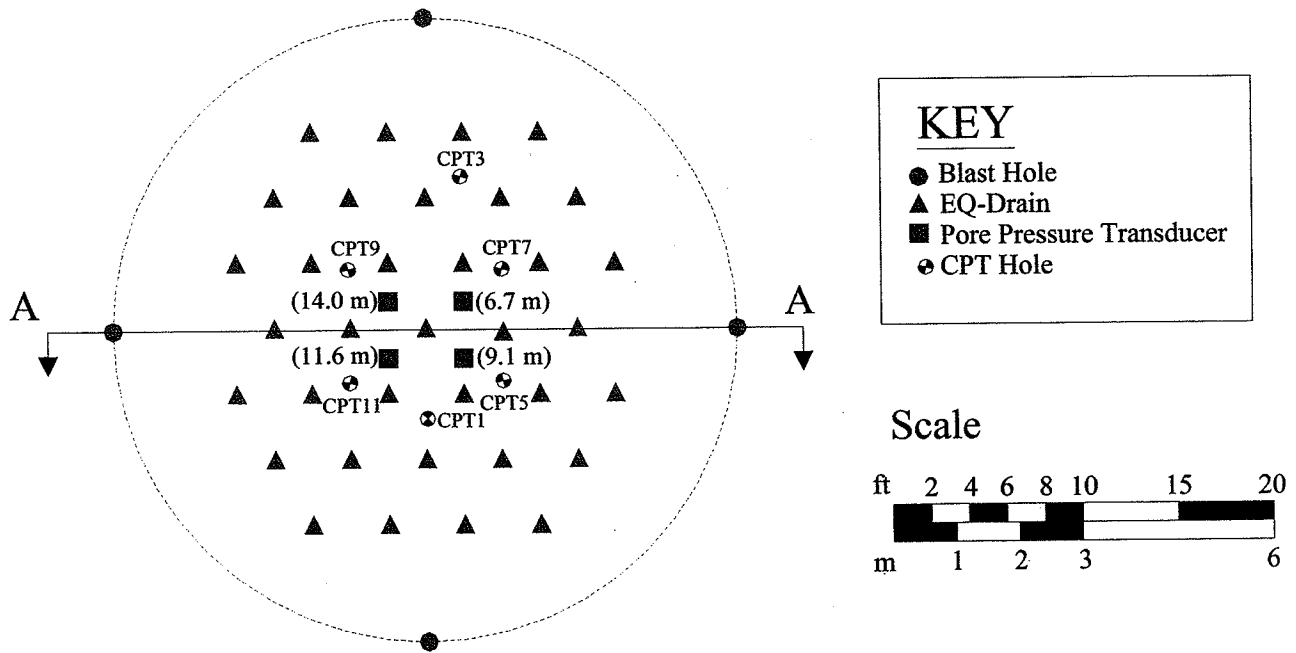 CPT3
CPT9
CPT7
(14.0 m)
(6.7 m)
A
A
(11.6 m)
(9.1 m)
CPT11
CPT5
CPT1
KEY
Blast Hole
EQ-Drain
Pore Pressure Transducer
CPT Hole
Scale
ft 2 4 6 8 10 15 20
m 1 2 3 6